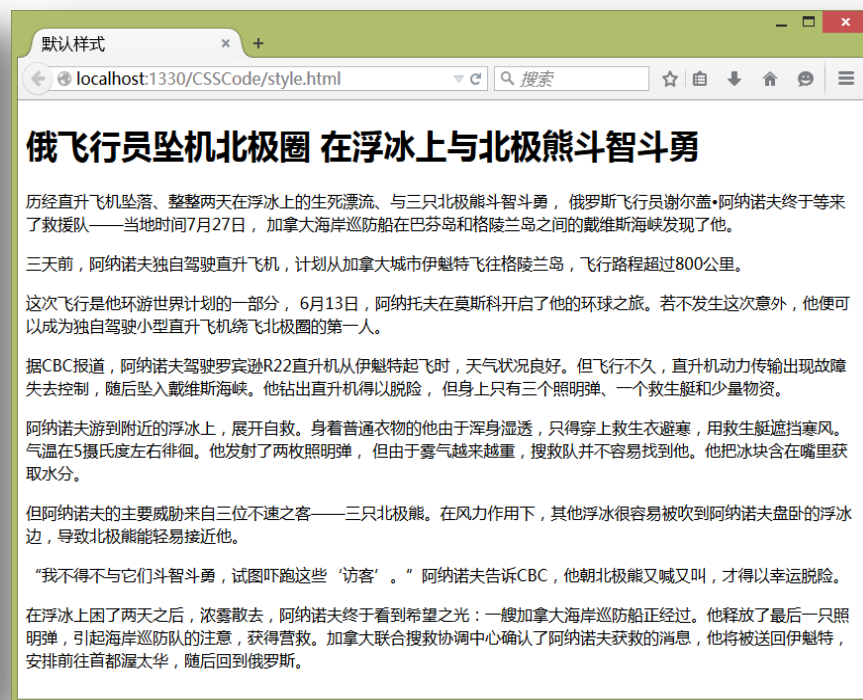 默认样式
localhost:1330/CSSCode/style.html
搜索
俄飞行员坠机北极圈 在浮冰上与北极熊斗智斗勇
历经直升飞机坠落、整整两天在浮冰上的生死漂流、与三只北极熊斗智斗勇， 俄罗斯飞行员谢尔盖•阿纳诺夫终于等来
了救援队——当地时间7月27日， 加拿大海岸巡防船在巴芬岛和格陵兰岛之间的戴维斯海峡发现了他。
三天前，阿纳诺夫独自驾驶直升飞机，计划从加拿大城市伊魁特飞往格陵兰岛，飞行路程超过800公里。
这次飞行是他环游世界计划的一部分， 6月13日，阿纳托夫在莫斯科开启了他的环球之旅。若不发生这次意外，他便可
以成为独自驾驶小型直升飞机绕飞北极圈的第一人。
据CBC报道，阿纳诺夫驾驶罗宾逊R22直升机从伊魁特起飞时，天气状况良好。但飞行不久，直升机动力传输出现故障
失去控制，随后坠入戴维斯海峡。他钻出直升机得以脱险， 但身上只有三个照明弹、一个救生艇和少量物资。
阿纳诺夫游到附近的浮冰上，展开自救。身着普通衣物的他由于浑身湿透，只得穿上救生衣避寒，用救生艇遮挡寒风。
气温在5摄氏度左右徘徊。他发射了两枚照明弹， 但由于雾气越来越重，搜救队并不容易找到他。他把冰块含在嘴里获
取水分。
但阿纳诺夫的主要威胁来自三位不速之客——三只北极熊。在风力作用下，其他浮冰很容易被吹到阿纳诺夫盘卧的浮冰
边，导致北极熊能轻易接近他。
“我不得不与它们斗智斗勇，试图吓跑这些‘访客’。”阿纳诺夫告诉CBC，他朝北极熊又喊又叫，才得以幸运脱险。
在浮冰上困了两天之后，浓雾散去，阿纳诺夫终于看到希望之光：一艘加拿大海岸巡防船正经过。他释放了最后一只照
明弹，引起海岸巡防队的注意，获得营救。加拿大联合搜救协调中心确认了阿纳诺夫获救的消息，他将被送回伊魁特，
安排前往首都渥太华，随后回到俄罗斯。